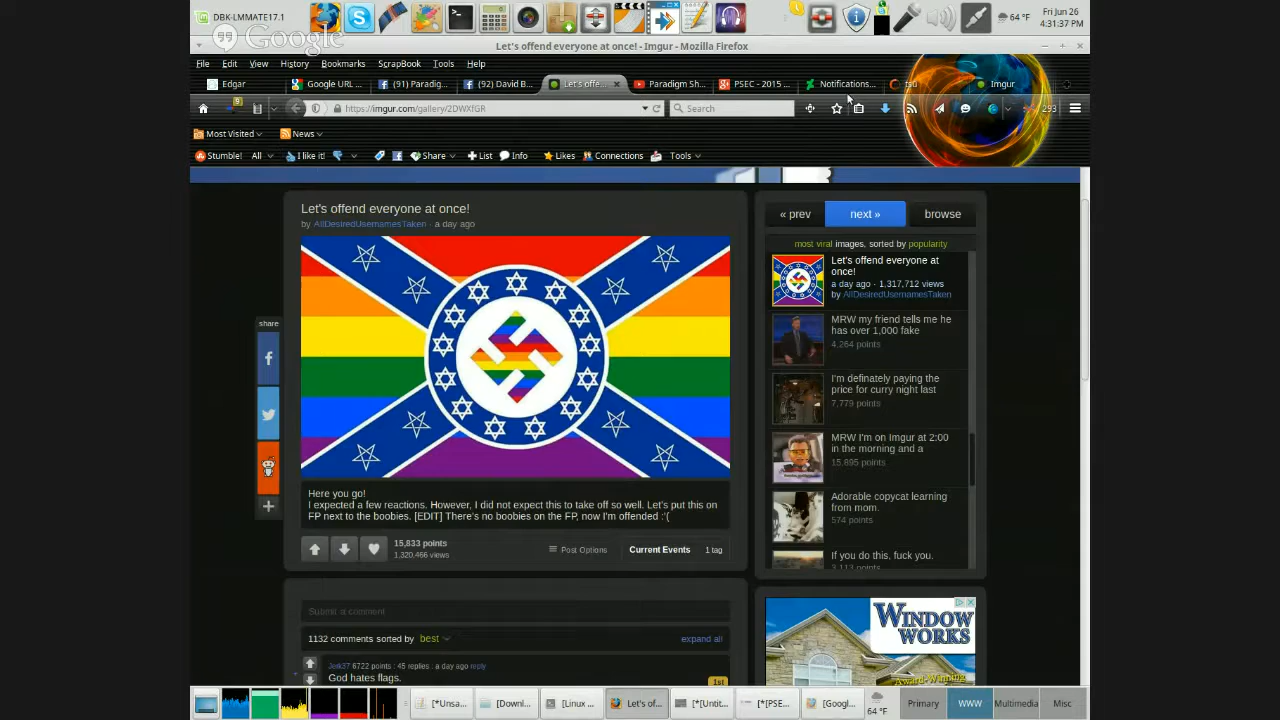 DBK-LMMATE17.1
64 °F
Fri Jun 26
4:31:37 PM
Google
Let's offend everyone at once! - Imgur - Mozilla Firefox
File Edit View History Bookmarks ScrapBook Tools Help
Edgar
Google URL ...
(91) Paradig...
(92) David B...
Let's offe...
Paradigm Sh...
PSEC - 2015 ...
Notifications...
tsu
Imgur
9
https://imgur.com/gallery/2DWXfGR
Search
293
Most Visited
News
Stumble! All I like it! Share List Info Likes Connections Tools
Let's offend everyone at once!
by AllDesiredUsernamesTaken · a day ago
share
Here you go!
I expected a few reactions. However, I did not expect this to take off so well. Let's put this on
FP next to the boobies. [EDIT] There's no boobies on the FP, now I'm offended :'(
15,833 points
1,320,466 views
Post Options
Current Events 1 tag
Submit a comment
1132 comments sorted by best
expand all
Jerk37 6722 points : 45 replies : a day ago reply
God hates flags.
1st
« prev
next »
browse
most viral images, sorted by popularity
Let's offend everyone at
once!
a day ago · 1,317,712 views
by AllDesiredUsernamesTaken
MRW my friend tells me he
has over 1,000 fake
4,264 points
I'm definately paying the
price for curry night last
7,779 points
MRW I'm on Imgur at 2:00
in the morning and a
15,895 points
Adorable copycat learning
from mom.
574 points
If you do this, fuck you.
3,113 points
WINDOW
WORKS
Award-Winning
[*Unsa...
[Downl...
[Linux ...
Let's of...
[*Untit...
[*[PSE...
[Googl...
64 °F
Primary
WWW
Multimedia
Misc